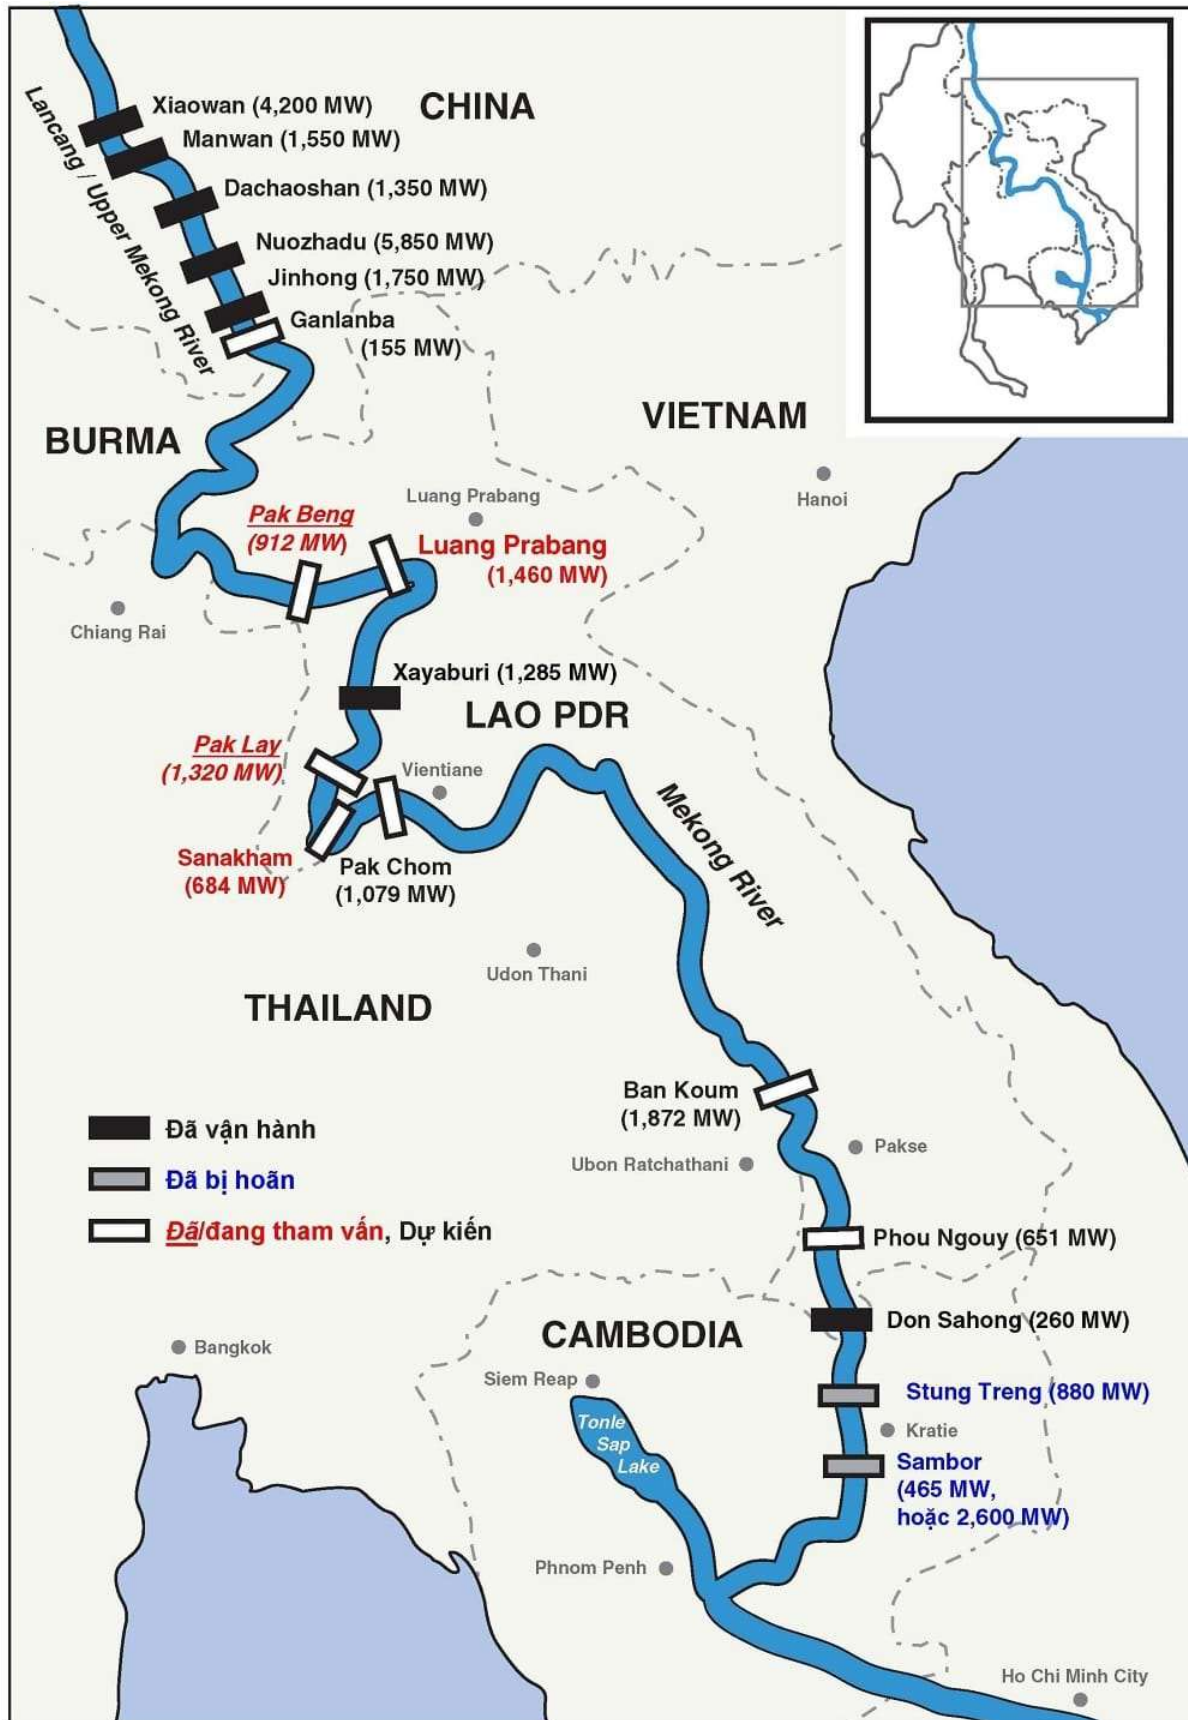 Xiaowan (4,200 MW)
CHINA
Manwan (1,550 MW)
Lancang / Upper Mekong River
Dachaoshan (1,350 MW)
Nuozhadu (5,850 MW)
Jinhong (1,750 MW)
Ganlanba
(155 MW)
VIETNAM
BURMA
Hanoi
Luang Prabang
Pak Beng
(912 MW)
Luang Prabang
(1,460 MW)
Chiang Rai
Xayaburi (1,285 MW)
LAO PDR
Pak Lay
(1,320 MW)
Vientiane
Mekong River
Sanakham
(684 MW)
Pak Chom
(1,079 MW)
Udon Thani
THAILAND
Ban Koum
(1,872 MW)
Đã vận hành
Đã bị hoãn
Đã/đang tham vấn, Dự kiến
Ubon Ratchathani
Pakse
Phou Ngouy (651 MW)
Don Sahong (260 MW)
CAMBODIA
Bangkok
Siem Reap
Stung Treng (880 MW)
Tonle
Sap
Lake
Kratie
Sambor
(465 MW,
hoặc 2,600 MW)
Phnom Penh
Ho Chi Minh City